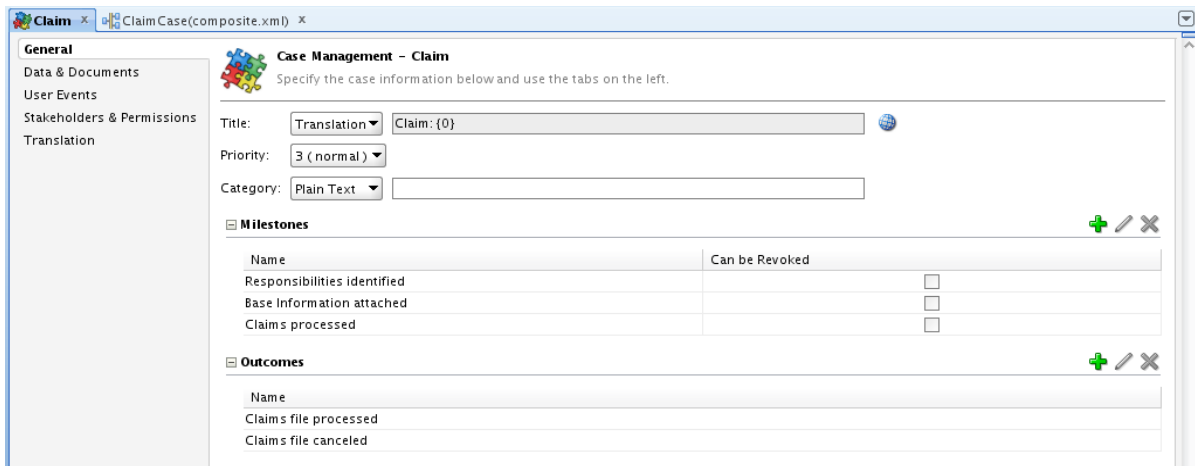 Claim x ClaimCase(composite.xml) x
General
Data & Documents
User Events
Stakeholders & Permissions
Translation
Case Management - Claim
Specify the case information below and use the tabs on the left.
Title: Translation Claim: {0}
Priority: 3 ( normal )
Category: Plain Text
Milestones
Name Can be Revoked
Responsibilities identified
Base Information attached
Claims processed
Outcomes
Name
Claims file processed
Claims file canceled